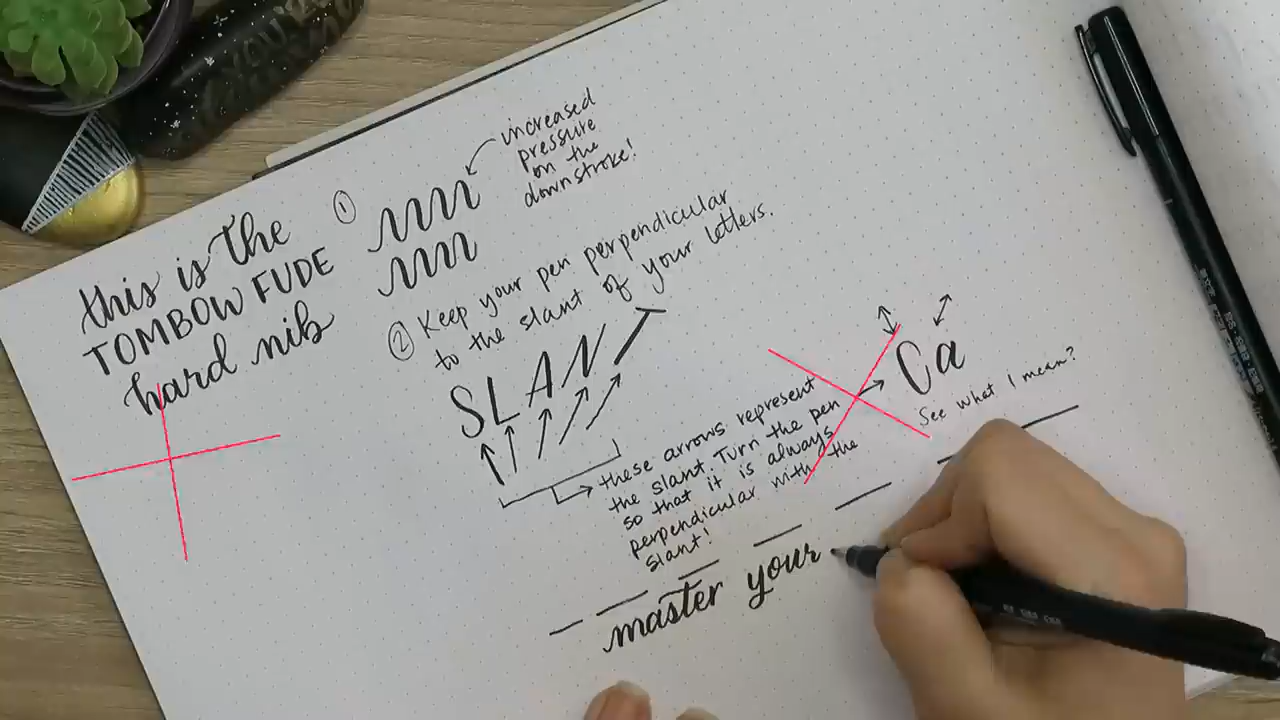 this is the
TOMBOW FUDE
hard nib
①
increased
pressure
on the
downstroke!
② Keep your pen perpendicular
to the slant of your letters.
SLANT
these arrows represent
the slant. Turn the pen
so that it is always
perpendicular with the
slant!
Ca
See what I mean?
master your